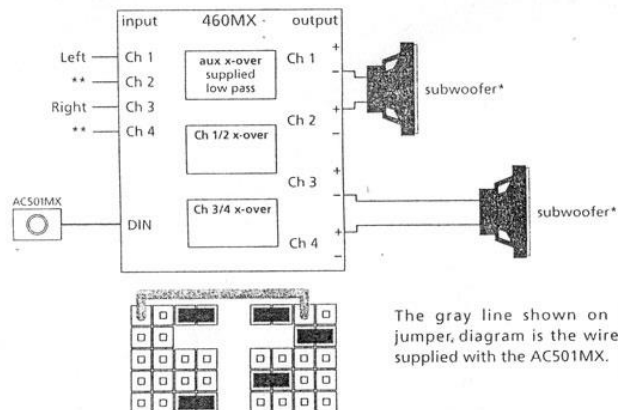 input 460MX output
Left Ch 1 aux x-over Ch 1 +
supplied
low pass
** Ch 2 − subwoofer*
Right Ch 3 +
** Ch 4 Ch 1/2 x-over Ch 2 −
Ch 3 +
AC501MX Ch 3/4 x-over − subwoofer*
DIN Ch 4 +
−
The gray line shown on
jumper, diagram is the wire
supplied with the AC501MX.